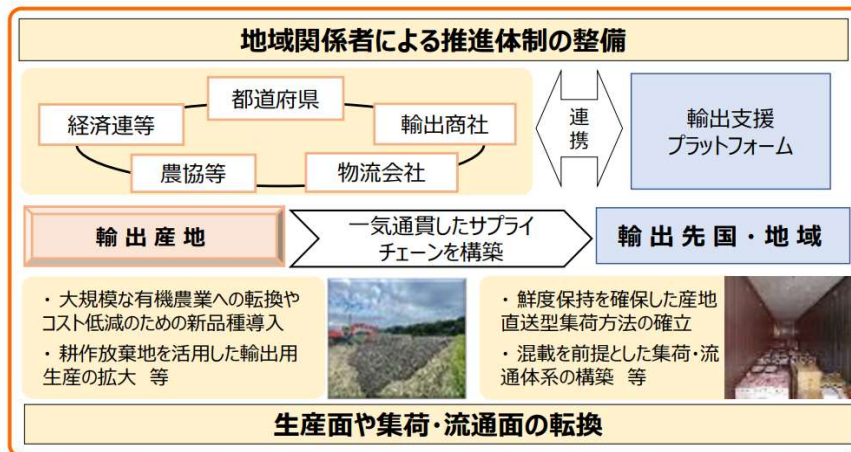 地域関係者による推進体制の整備
都道府県
経済連等
輸出商社
農協等
物流会社
連携
輸出支援
プラットフォーム
輸出産地
一気通貫したサプライ
チェーンを構築
輸出先国・地域
・大規模な有機農業への転換や
コスト低減のための新品種導入
・耕作放棄地を活用した輸出用
生産の拡大 等
・鮮度保持を確保した産地
直送型集荷方法の確立
・混載を前提とした集荷・流
通体系の構築 等
生産面や集荷・流通面の転換